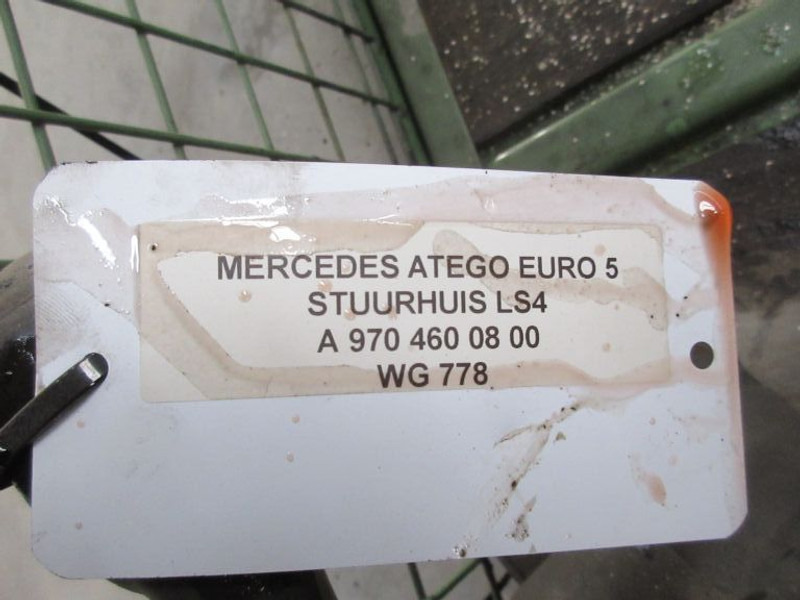 MERCEDES ATEGO EURO 5
STUURHUIS LS4
A 970 460 08 00
WG 778